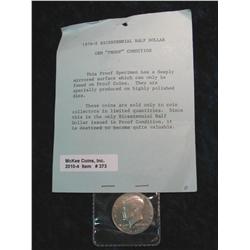 1976-S BICENTENNIAL HALF DOLLAR
GEM "PROOF" CONDITION
This Proof Specimen has a deeply
mirrored surface which can only be
found on Proof Coins. They are
specially produced on highly polished
dies.
These coins are sold only to coin
collectors in limited quantities. Since
this is the only Bicentennial Half
Dollar issued in Proof Condition, it
is destined to become quite valuable.
McKee Coins, Inc.
2010-4 Item # 373